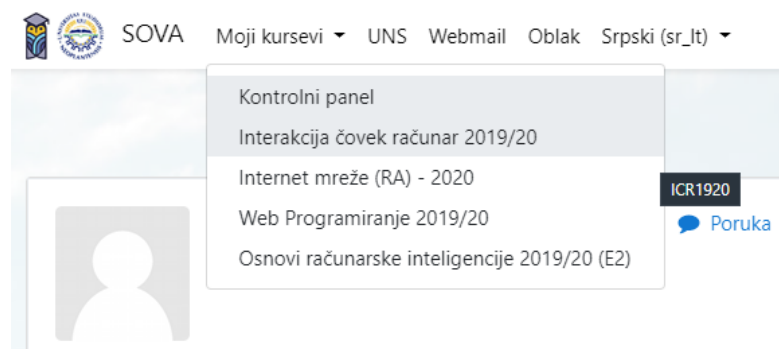 SOVA Moji kursevi UNS Webmail Oblak Srpski (sr_lt)
Kontrolni panel
Interakcija čovek računar 2019/20
Internet mreže (RA) - 2020
ICR1920
Web Programiranje 2019/20
Poruka
Osnovi računarske inteligencije 2019/20 (E2)